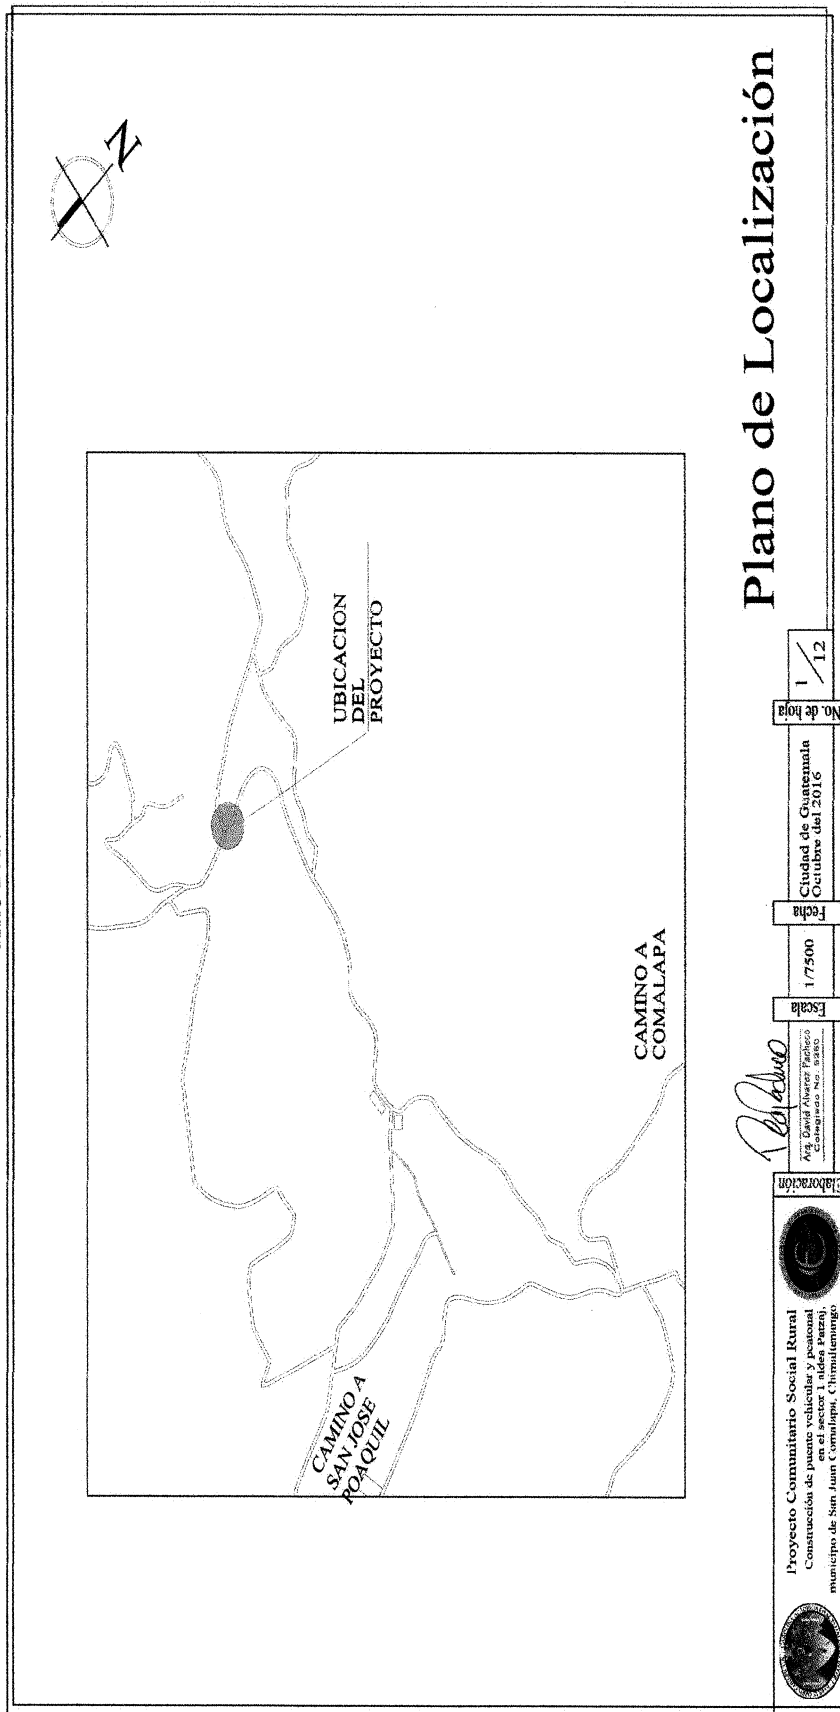 N
UBICACION
DEL
PROYECTO
CAMINO A
COMALAPA
CAMINO A
SAN JOSE
POAQUIL
Plano de Localización
Proyecto Comunitario Social Rural
Construcción de puente vehicular y peatonal
en el sector 1 aldea Patzaj,
municipio de San Juan Comalapa, Chimaltenango
Elaboración
Arq. David Alvarez Pacheco
Colegiado No.
Escala
1/7500
Fecha
Ciudad de Guatemala
Octubre del 2016
No. de hoja
1/12